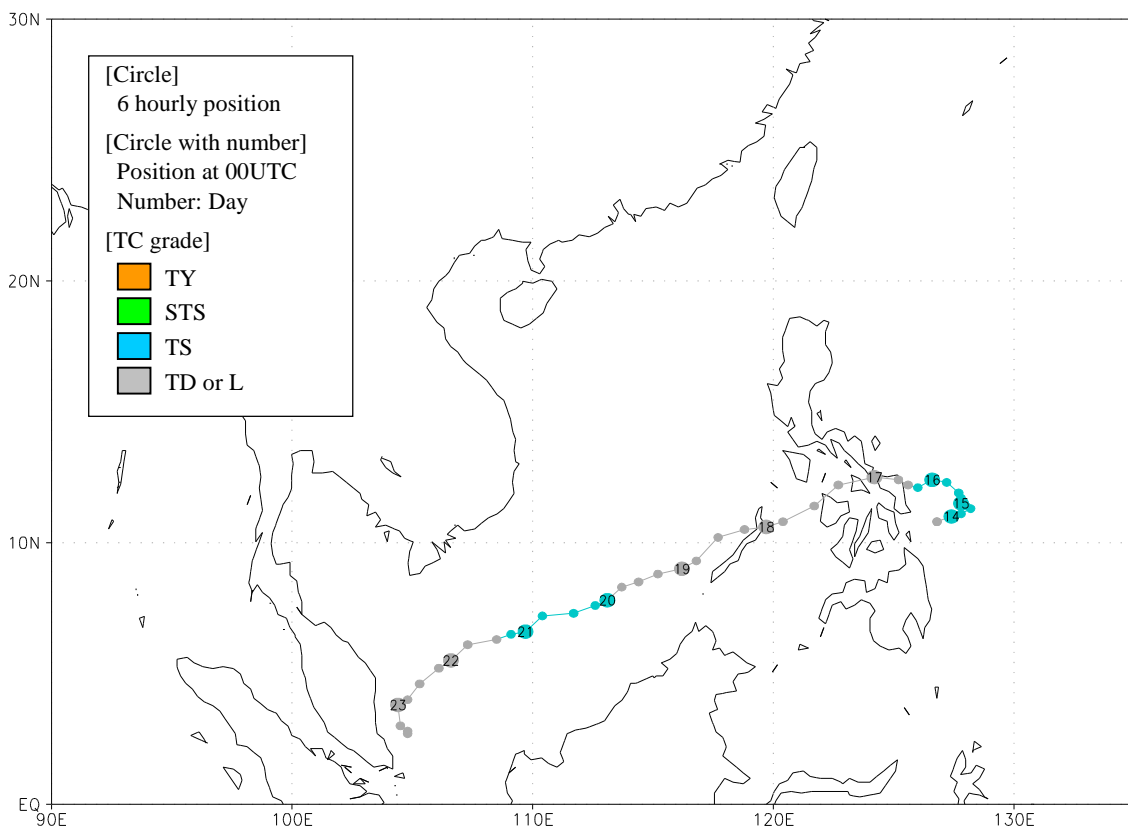 30N
[Circle]
6 hourly position
[Circle with number]
Position at 00UTC
Number: Day
[TC grade]
TY
STS
TS
TD or L
20N
10N
EQ
17
16
15
14
18
19
20
21
22
23
90E 100E 110E 120E 130E